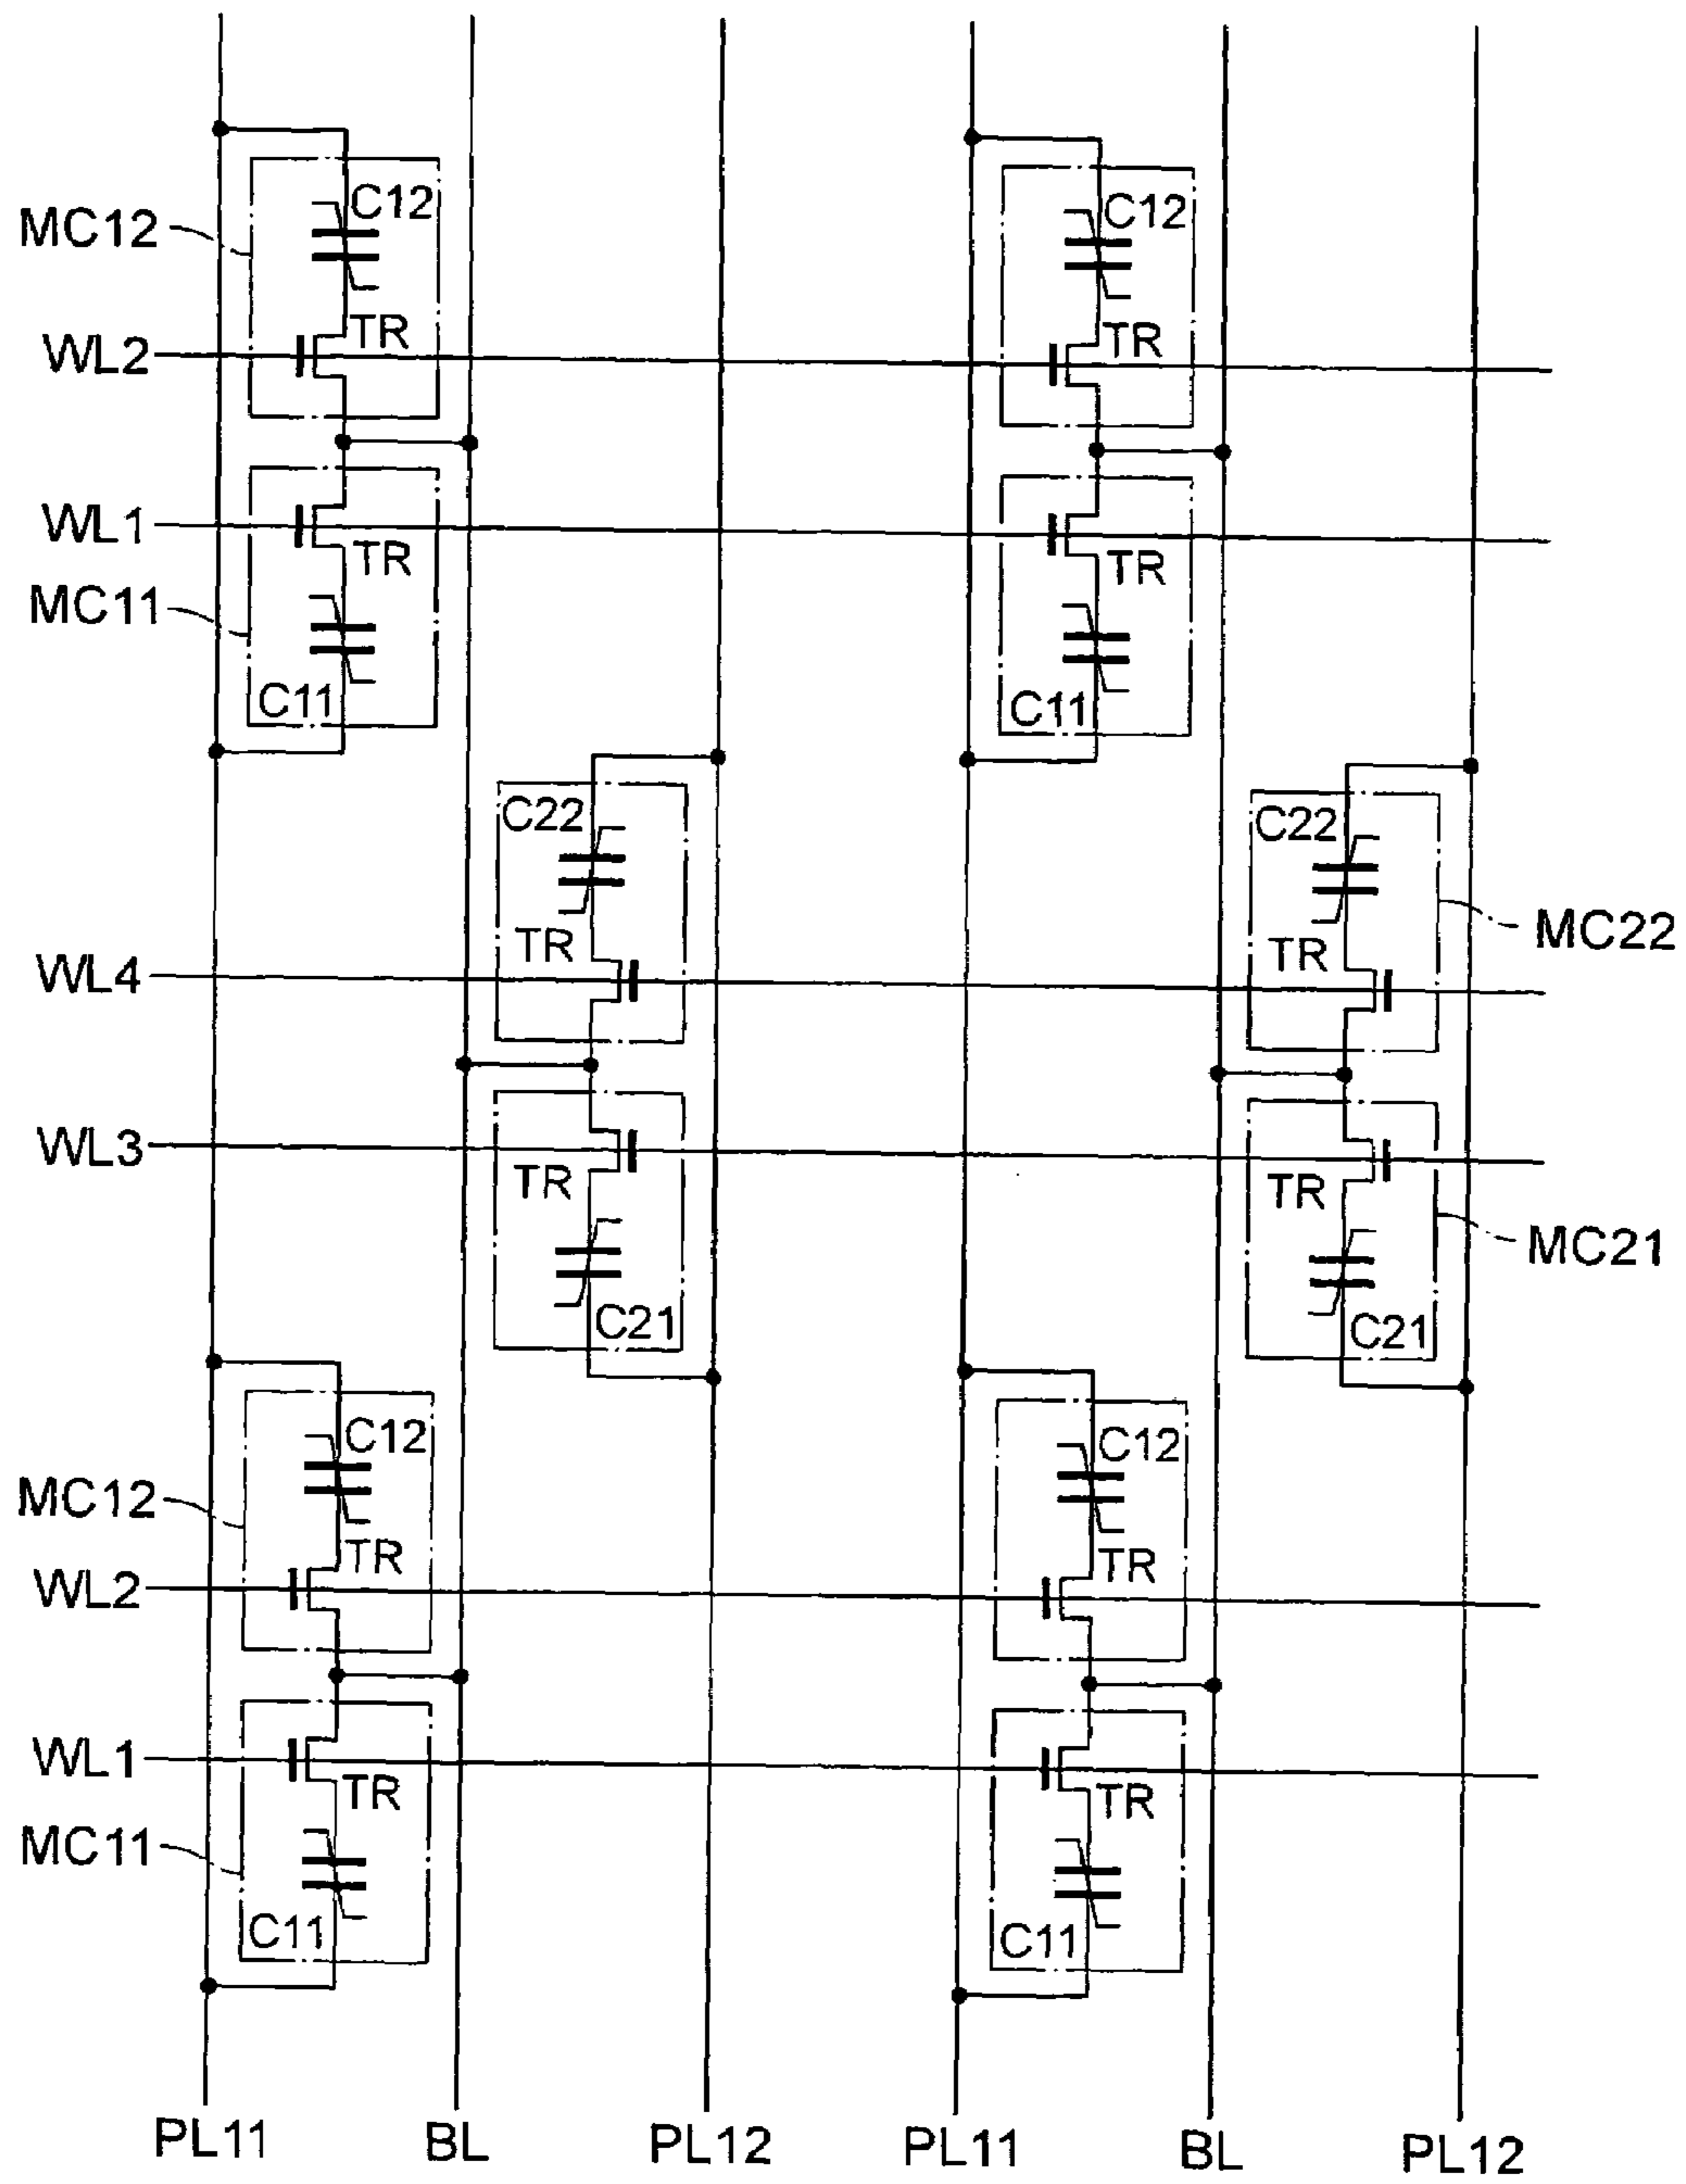 C12 C12
MC12
TR TR
WL2
WL1
TR TR
MC11
C11 C11
C22 C22
MC22
TR TR
WL4
WL3
TR TR
MC21
C21 C21
C12 C12
MC12
TR TR
WL2
WL1
TR TR
MC11
C11 C11
PL11 BL PL12 PL11 BL PL12